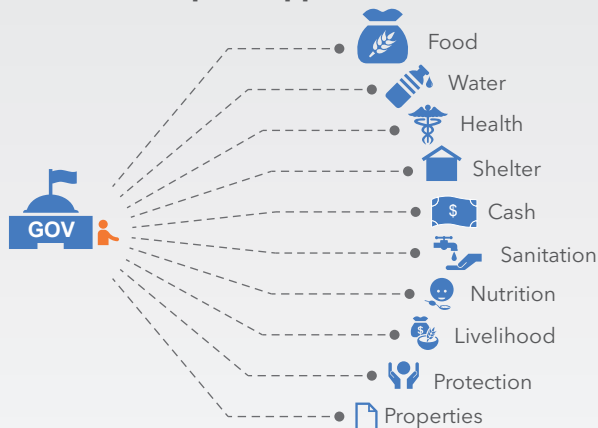 Food
Water
Health
Shelter
GOV
$ Cash
Sanitation
Nutrition
$ Livelihood
Protection
Properties